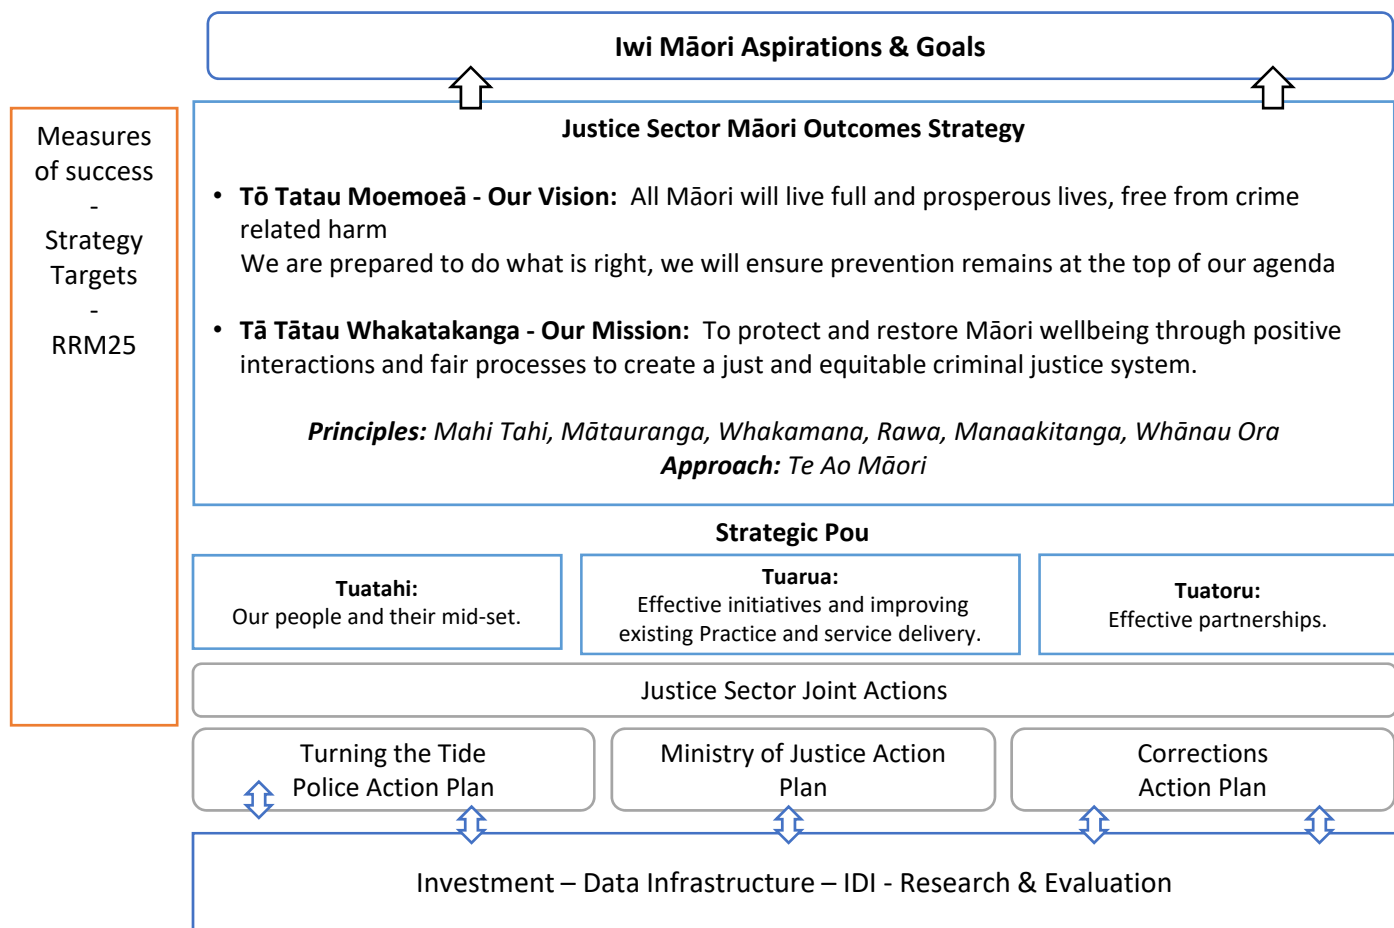 Iwi Māori Aspirations & Goals
Measures
of success
-
Strategy
Targets
-
RRM25
Justice Sector Māori Outcomes Strategy
• Tō Tatau Moemoeā - Our Vision: All Māori will live full and prosperous lives, free from crime
related harm
We are prepared to do what is right, we will ensure prevention remains at the top of our agenda
• Tā Tātau Whakatakanga - Our Mission: To protect and restore Māori wellbeing through positive
interactions and fair processes to create a just and equitable criminal justice system.
Principles: Mahi Tahi, Mātauranga, Whakamana, Rawa, Manaakitanga, Whānau Ora
Approach: Te Ao Māori
Strategic Pou
Tuatahi:
Our people and their mid-set.
Tuarua:
Effective initiatives and improving
existing Practice and service delivery.
Tuatoru:
Effective partnerships.
Justice Sector Joint Actions
Turning the Tide
Police Action Plan
Ministry of Justice Action
Plan
Corrections
Action Plan
Investment – Data Infrastructure – IDI - Research & Evaluation